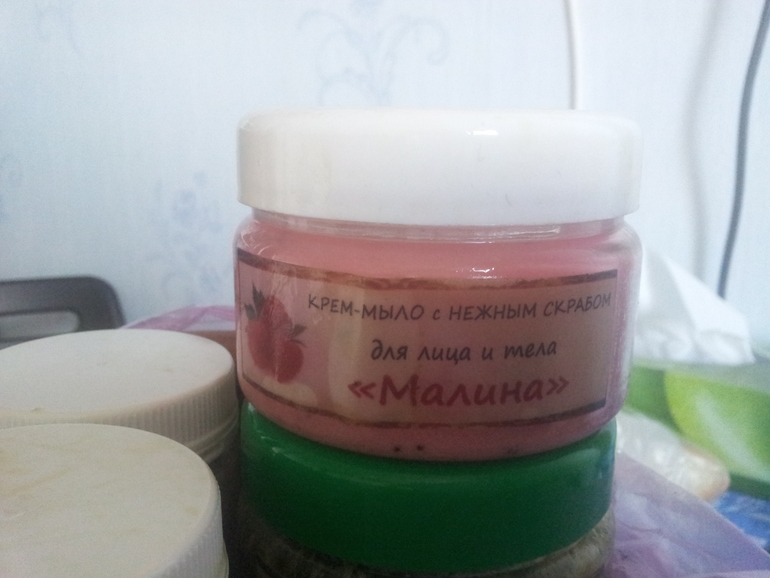 КРЕМ-МЫЛО с НЕЖНЫМ СКРАБОМ
для лица и тела
«Малина»